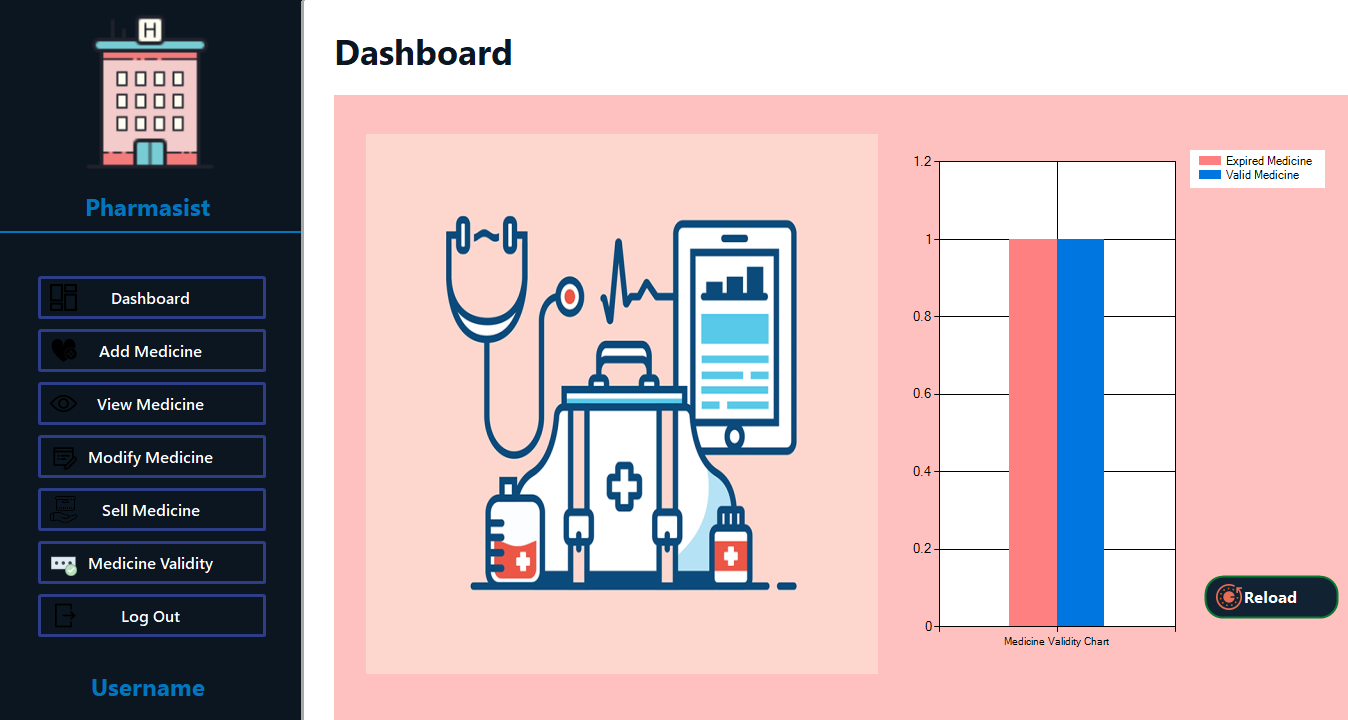 H
Pharmasist
Dashboard
Add Medicine
View Medicine
Modify Medicine
Sell Medicine
Medicine Validity
Log Out
Username
Dashboard
1.2
1
0.8
0.6
0.4
0.2
0
Medicine Validity Chart
Expired Medicine
Valid Medicine
Reload